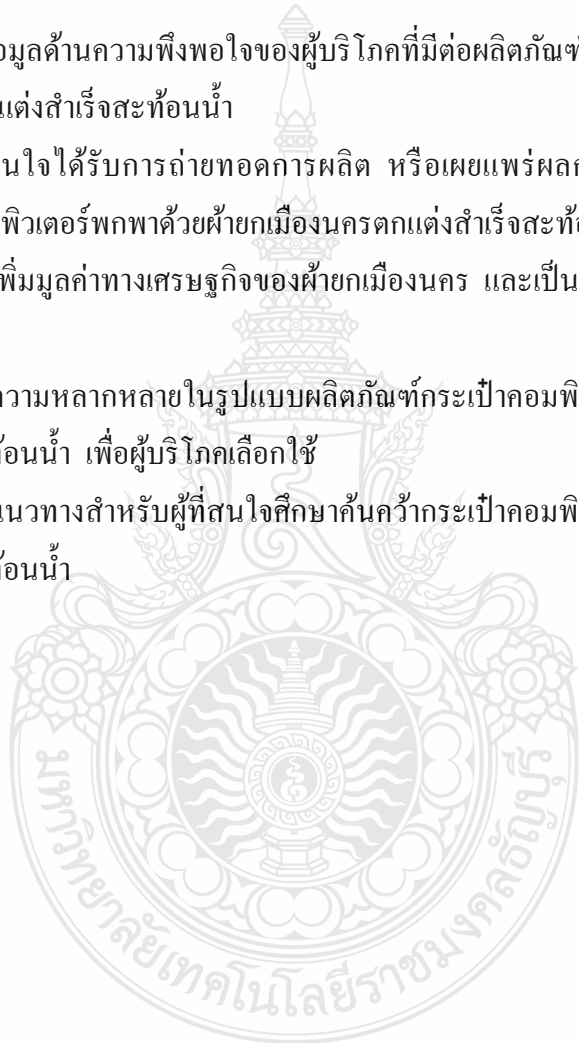 อมูลด้านความพึงพอใจของผู้บริโภคที่มีต่อผลิตภัณฑ์
แต่งสำเร็จสะท้อนน้ำ
นใจได้รับการถ่ายทอดการผลิต หรือเผยแพร่ผล
พิวเตอร์พกพาด้วยผ้ายกเมืองนครตกแต่งสำเร็จสะท้อ
พิ่มมูลค่าทางเศรษฐกิจของผ้ายกเมืองนคร และเป็น
ความหลากหลายในรูปแบบผลิตภัณฑ์กระเป๋าคอมพิ
ท้อนน้ำ เพื่อผู้บริโภคเลือกใช้
แนวทางสำหรับผู้ที่สนใจศึกษาค้นคว้ากระเป๋าคอมพิ
ท้อนน้ำ
มหาวิทยาลัยเทคโนโลยีราชมงคลธัญบุรี